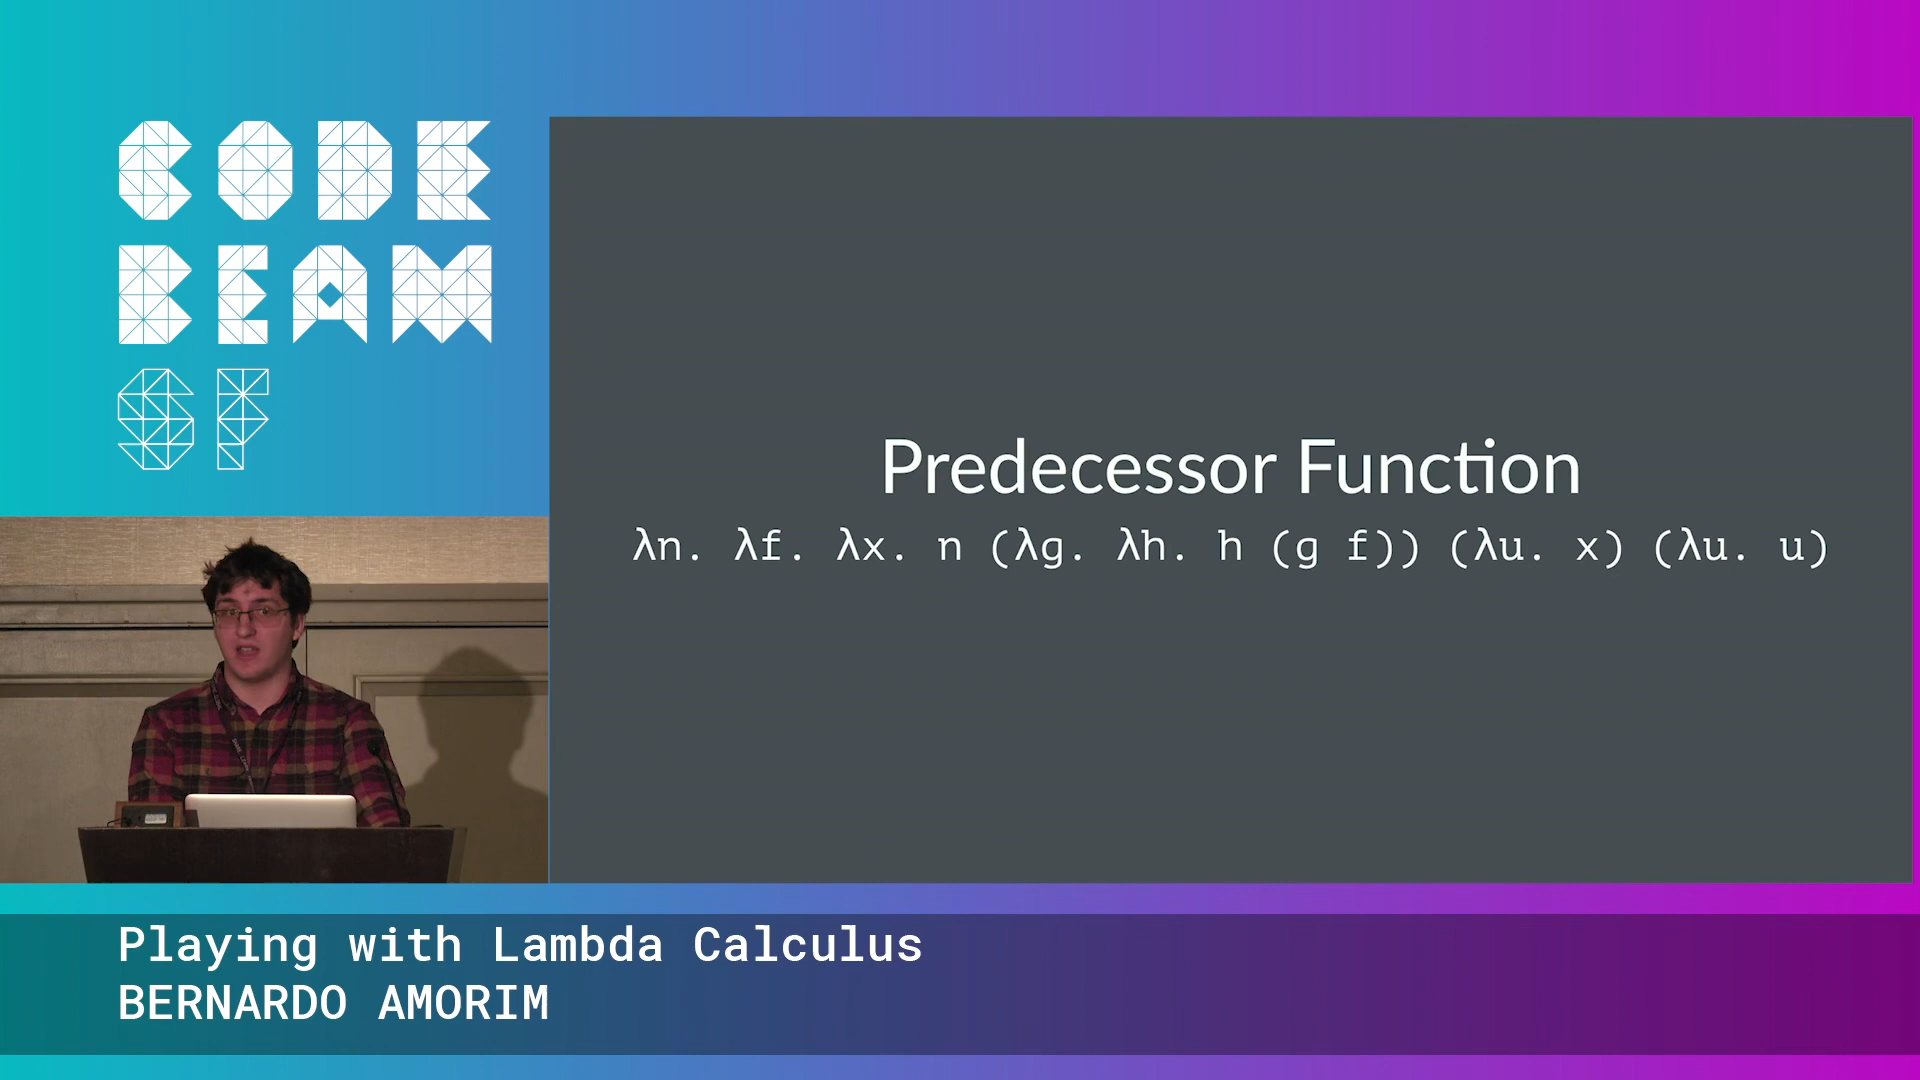 CODE
BEAM
SF
Predecessor Function
λn. λf. λx. n (λg. λh. h (g f)) (λu. x) (λu. u)
Playing with Lambda Calculus
BERNARDO AMORIM